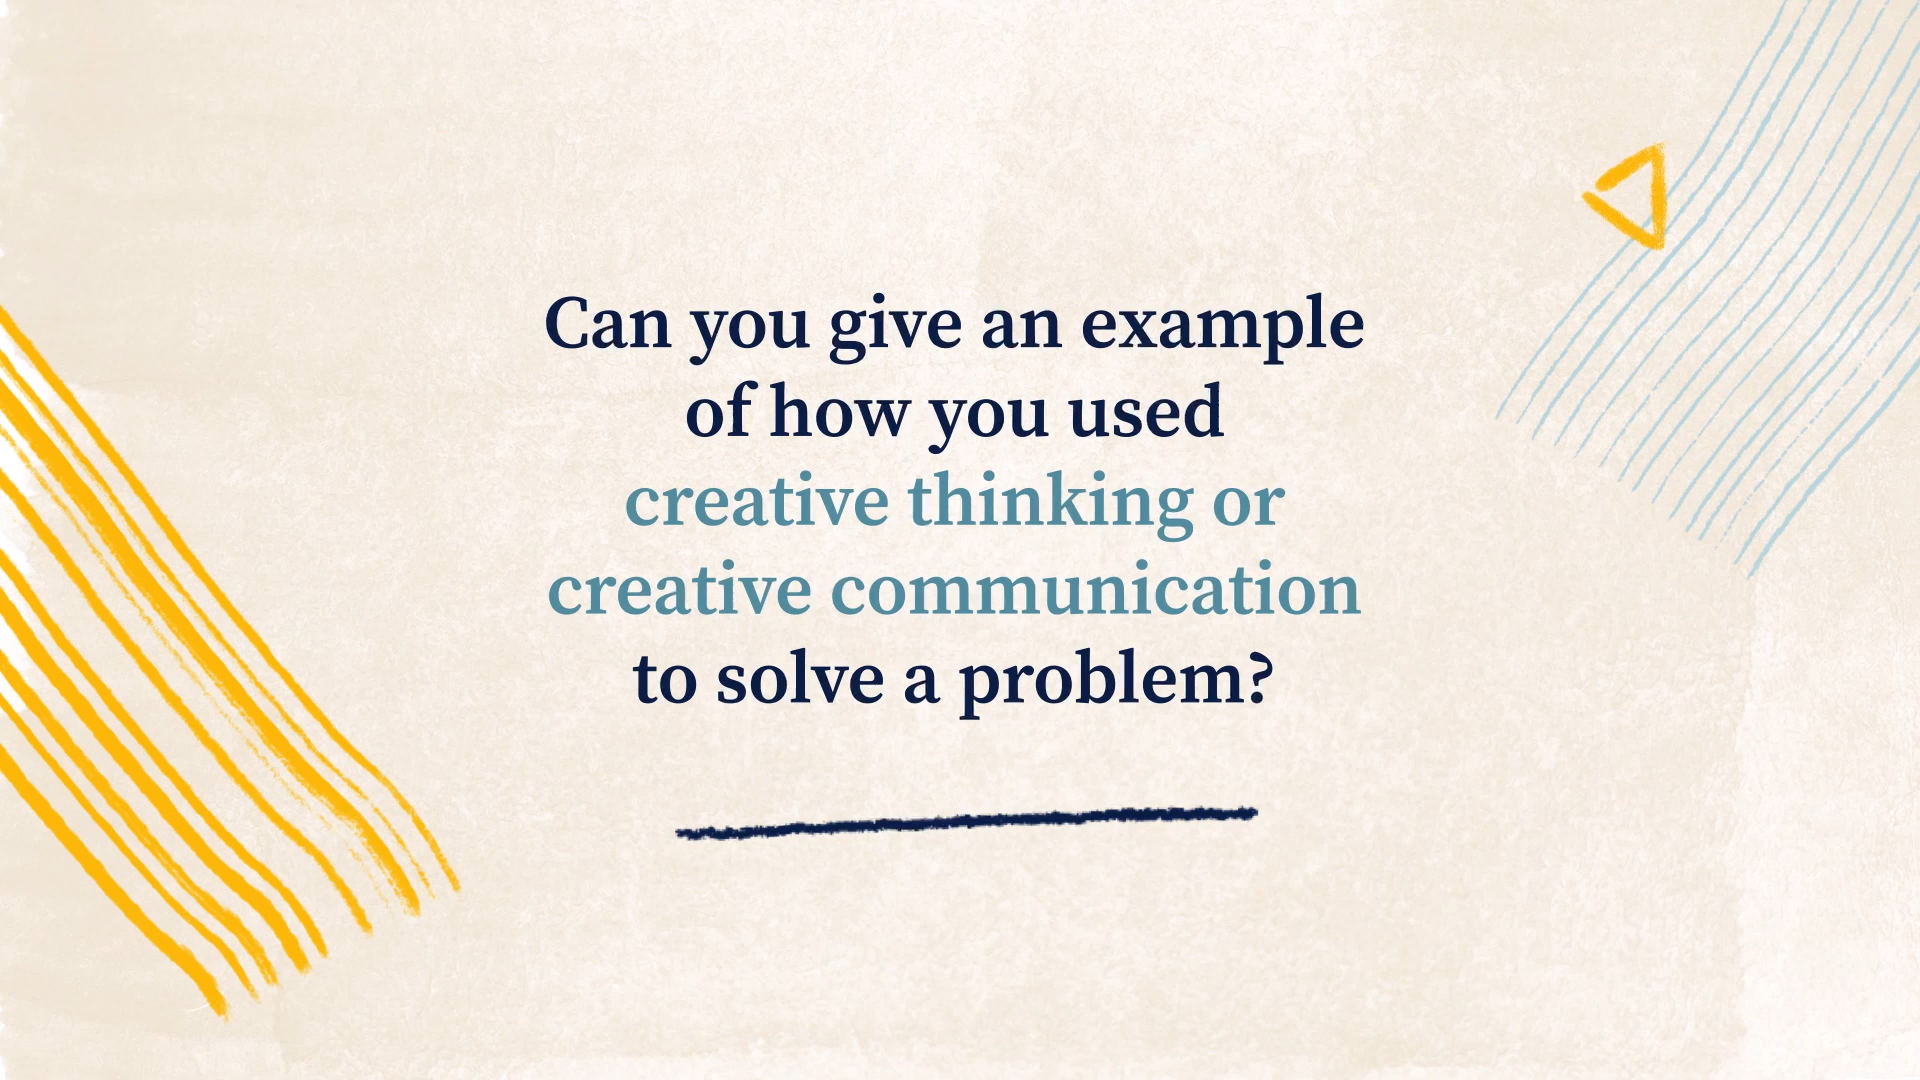 Can you give an example
of how you used
creative thinking or
creative communication
to solve a problem?